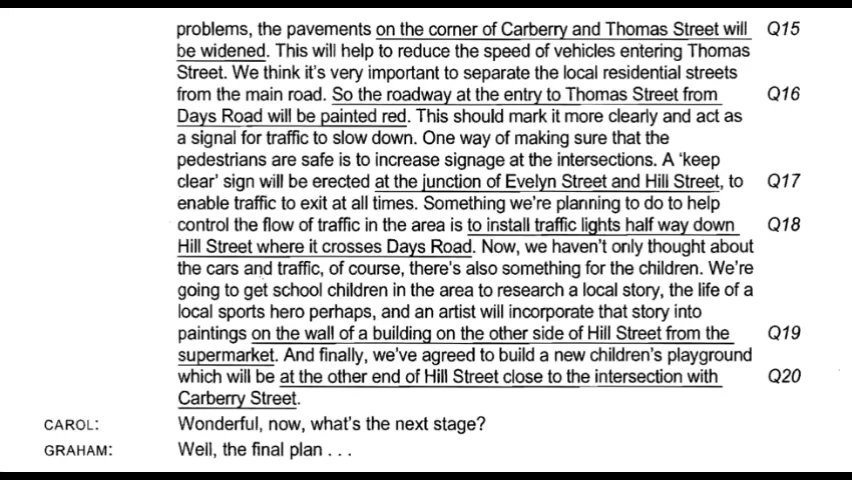 problems, the pavements on the corner of Carberry and Thomas Street will Q15
be widened. This will help to reduce the speed of vehicles entering Thomas
Street. We think it's very important to separate the local residential streets
from the main road. So the roadway at the entry to Thomas Street from Q16
Days Road will be painted red. This should mark it more clearly and act as
a signal for traffic to slow down. One way of making sure that the
pedestrians are safe is to increase signage at the intersections. A 'keep
clear' sign will be erected at the junction of Evelyn Street and Hill Street, to Q17
enable traffic to exit at all times. Something we're planning to do to help
control the flow of traffic in the area is to install traffic lights half way down Q18
Hill Street where it crosses Days Road. Now, we haven't only thought about
the cars and traffic, of course, there's also something for the children. We're
going to get school children in the area to research a local story, the life of a
local sports hero perhaps, and an artist will incorporate that story into
paintings on the wall of a building on the other side of Hill Street from the Q19
supermarket. And finally, we've agreed to build a new children's playground
which will be at the other end of Hill Street close to the intersection with Q20
Carberry Street.
CAROL: Wonderful, now, what's the next stage?
GRAHAM: Well, the final plan . . .